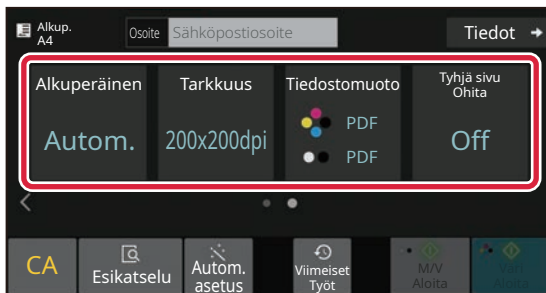 Alkup.
A4
Osoite
Sähköpostiosoite
Tiedot
Alkuperäinen
Autom.
Tarkkuus
200x200dpi
Tiedostomuoto
PDF
PDF
Tyhjä sivu
Ohita
Off
CA
Esikatselu
Autom.
asetus
Viimeiset
Työt
M/V
Aloita
Väri
Aloita